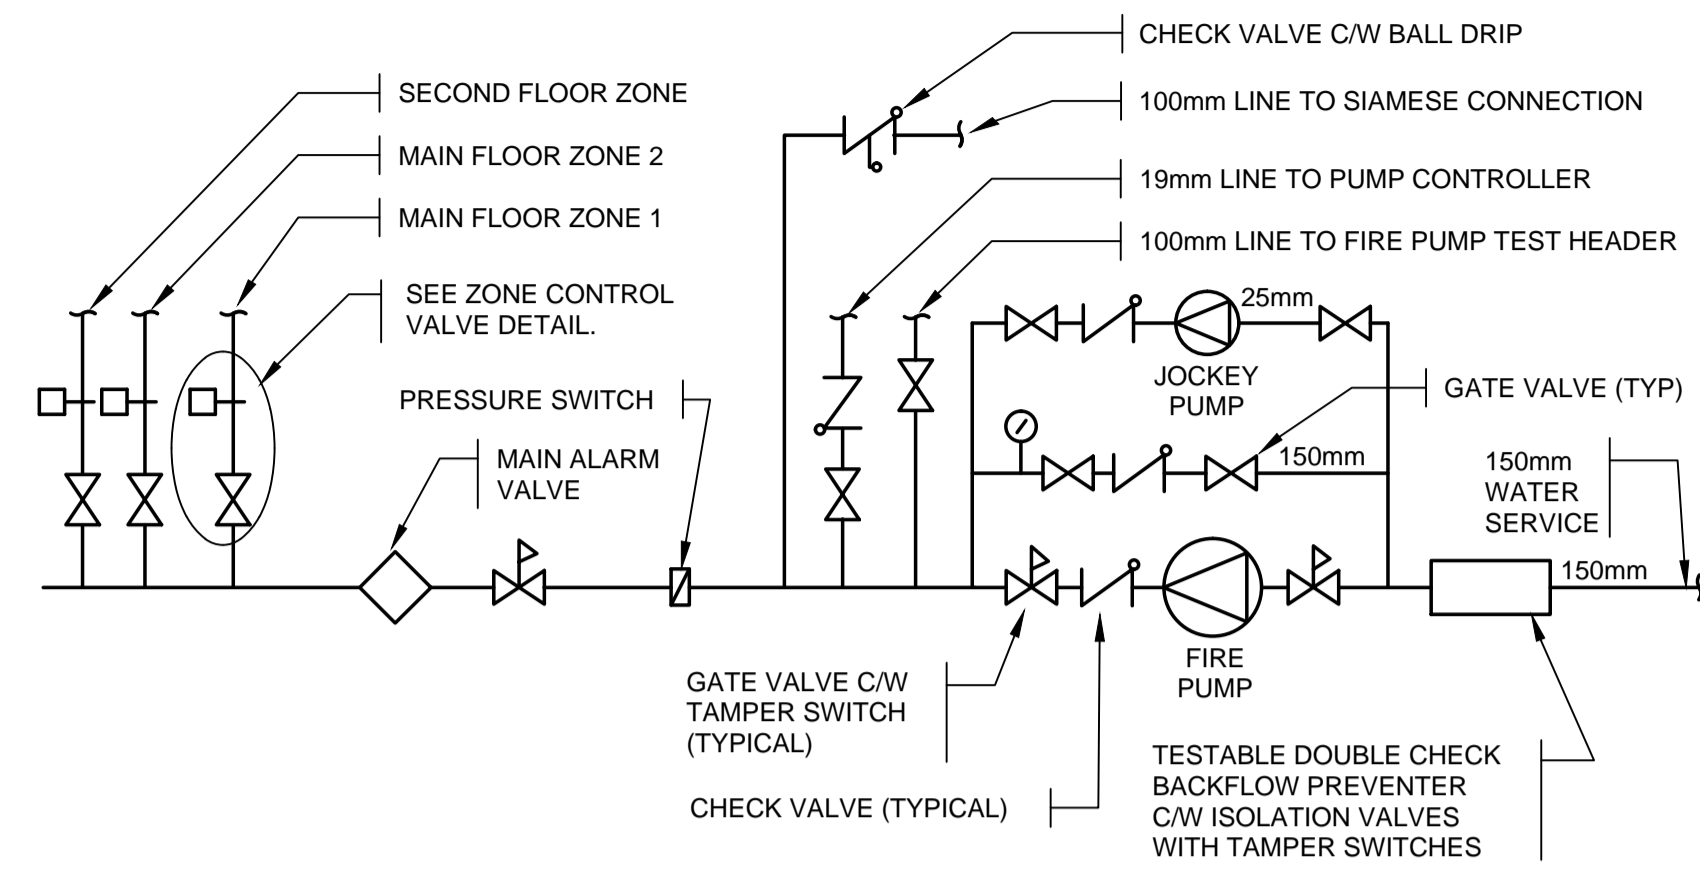 CHECK VALVE C/W BALL DRIP
SECOND FLOOR ZONE
100mm LINE TO SIAMESE CONNECTION
MAIN FLOOR ZONE 2
19mm LINE TO PUMP CONTROLLER
MAIN FLOOR ZONE 1
100mm LINE TO FIRE PUMP TEST HEADER
SEE ZONE CONTROL
VALVE DETAIL.
25mm
JOCKEY
PUMP
PRESSURE SWITCH
GATE VALVE (TYP)
MAIN ALARM
VALVE
150mm
150mm
WATER
SERVICE
150mm
FIRE
PUMP
GATE VALVE C/W
TAMPER SWITCH
(TYPICAL)
CHECK VALVE (TYPICAL)
TESTABLE DOUBLE CHECK
BACKFLOW PREVENTER
C/W ISOLATION VALVES
WITH TAMPER SWITCHES